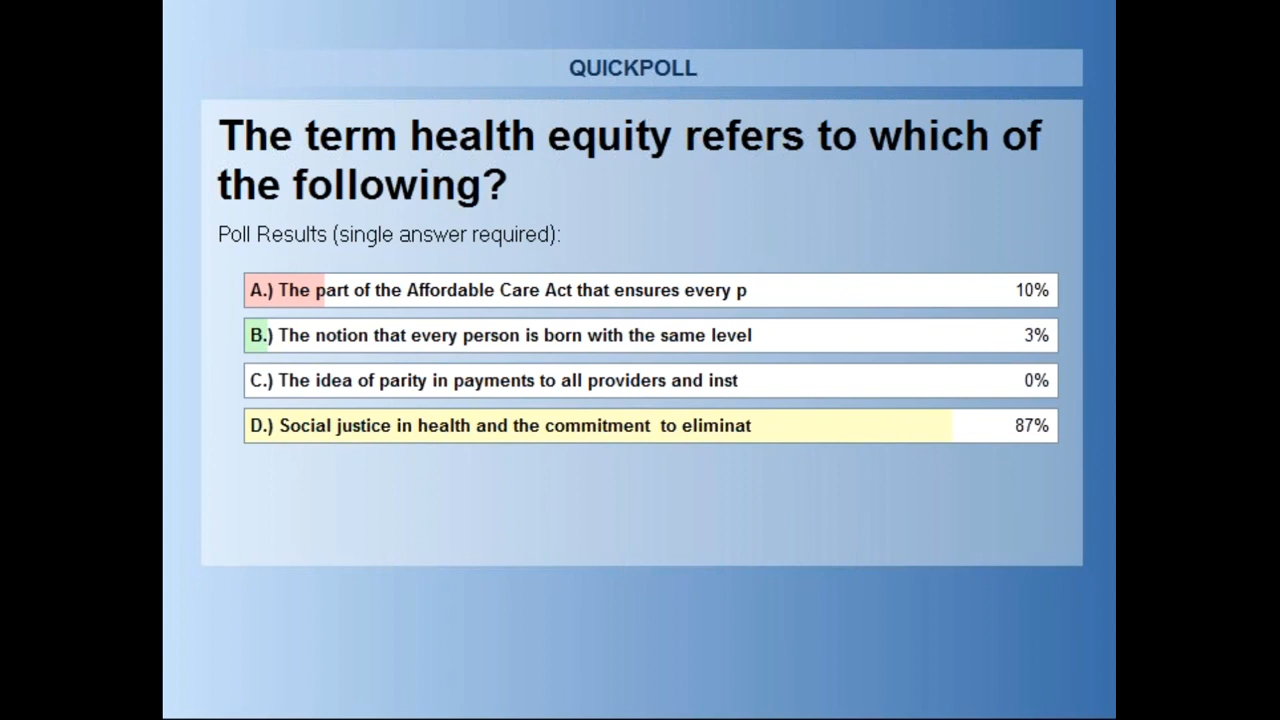 QUICKPOLL
The term health equity refers to which of
the following?
Poll Results (single answer required):
A.) The part of the Affordable Care Act that ensures every p 10%
B.) The notion that every person is born with the same level 3%
C.) The idea of parity in payments to all providers and inst 0%
D.) Social justice in health and the commitment  to eliminat 87%